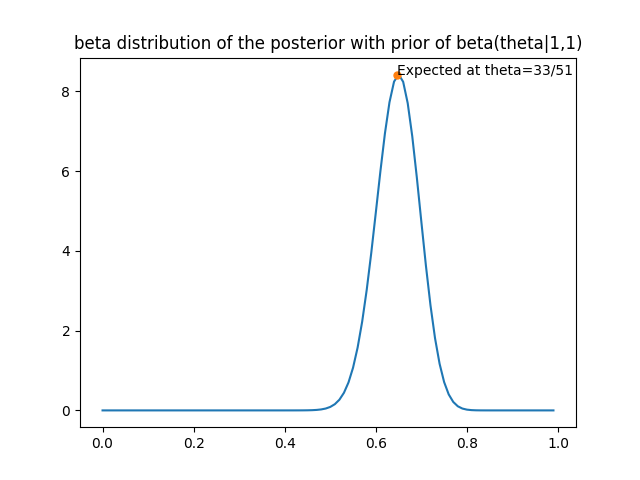 beta distribution of the posterior with prior of beta(theta|1,1)
Expected at theta=33/51
8
6
4
2
0
0.0 0.2 0.4 0.6 0.8 1.0